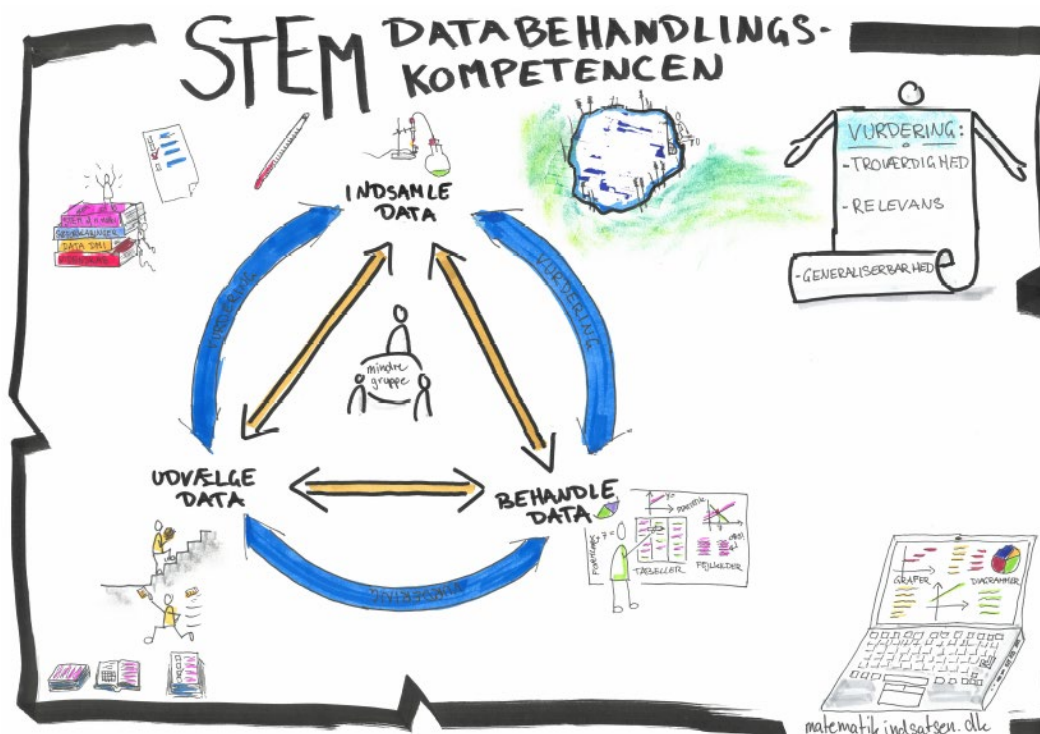 STEM DATABEHANDLINGS-
KOMPETENCEN
VURDERING:
-TROVÆRDIGHED
-RELEVANS
-GENERALISERBARHED
INDSAMLE
DATA
DATA DMI
VURDERING
VURDERING
mindre
gruppe
UDVÆLGE
DATA
BEHANDLE
DATA
VURDERING
STATISTIK
TABELLER
FEJLKILDER
GRAFER
DIAGRAMMER
matematikindsatsen.dk